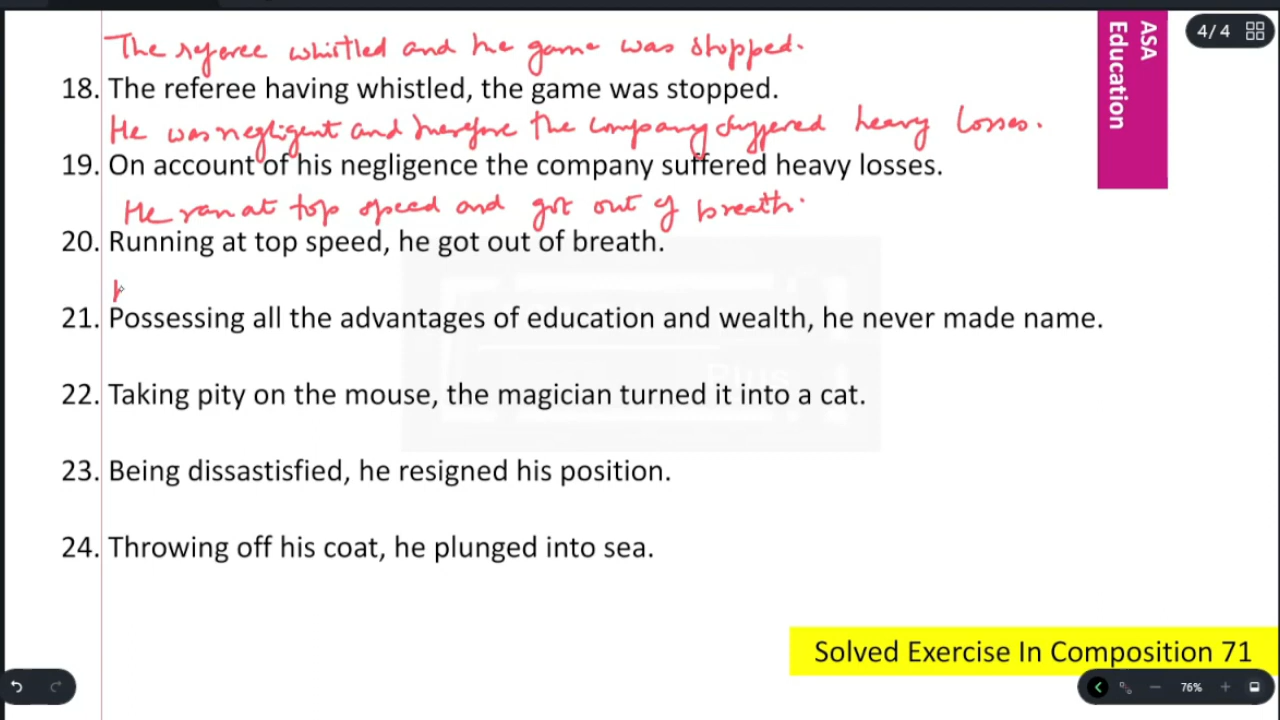 4/4
ASA
Education
The referee whistled and the game was stopped.
18. The referee having whistled, the game was stopped.
He was negligent and therefore the company suffered heavy losses.
19. On account of his negligence the company suffered heavy losses.
He ran at top speed and got out of breath.
20. Running at top speed, he got out of breath.
21. Possessing all the advantages of education and wealth, he never made name.
22. Taking pity on the mouse, the magician turned it into a cat.
23. Being dissastisfied, he resigned his position.
24. Throwing off his coat, he plunged into sea.
Solved Exercise In Composition 71
76%